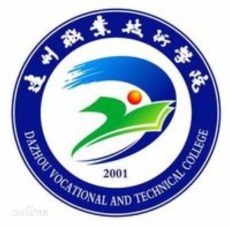 达州职业技术学院
2001
DAZHOU VOCATIONAL AND TECHNICAL COLLEGE